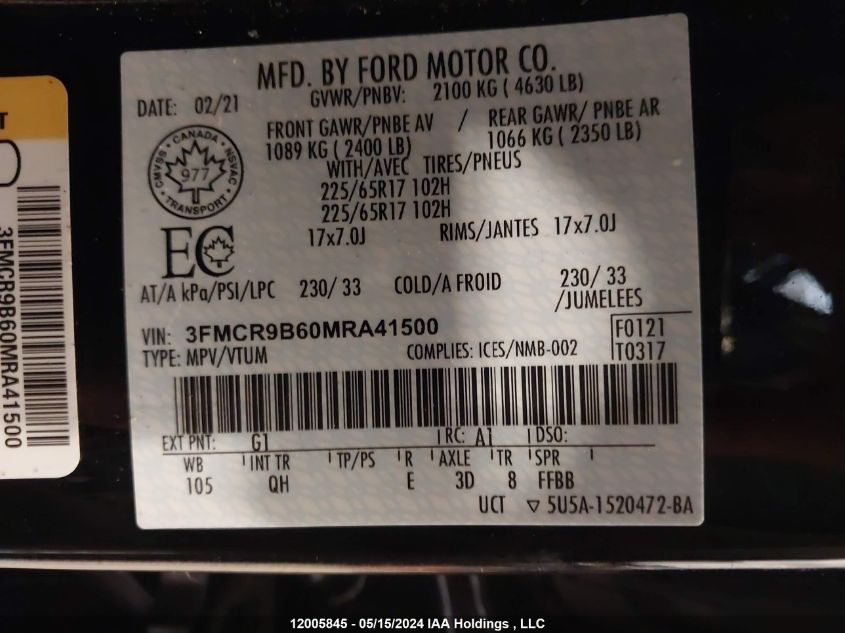 MFD. BY FORD MOTOR CO.
DATE: 02/21
GVWR/PNBV: 2100 KG ( 4630 LB)
FRONT GAWR/PNBE AV / REAR GAWR/ PNBE AR
1089 KG ( 2400 LB) 1066 KG ( 2350 LB)
WITH/AVEC TIRES/PNEUS
225/65R17 102H
225/65R17 102H
17x7.0J RIMS/JANTES 17x7.0J
CANADA
CMVSS NSVAC
977
TRANSPORT
EC
AT/A kPa/PSI/LPC 230/ 33 COLD/A FROID 230/ 33
/JUMELEES
VIN: 3FMCR9B60MRA41500 F0121
TYPE: MPV/VTUM COMPLIES: ICES/NMB-002 T0317
EXT PNT: G1 RC: A1 DSO:
WB INT TR TP/PS R AXLE TR SPR
105 QH E 3D 8 FFBB
UCT ▽ 5U5A-1520472-BA
T
3FMCR9B60MRA41500
12005845 - 05/15/2024 IAA Holdings , LLC